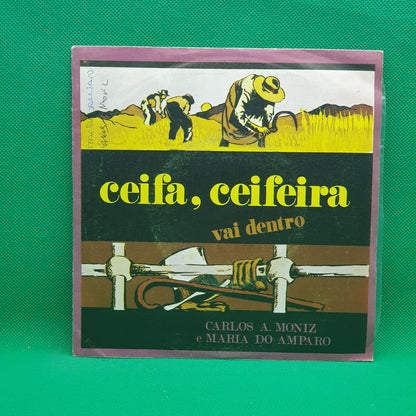 ceifa, ceifeira
vai dentro
CARLOS A. MONIZ
e MARIA DO AMPARO